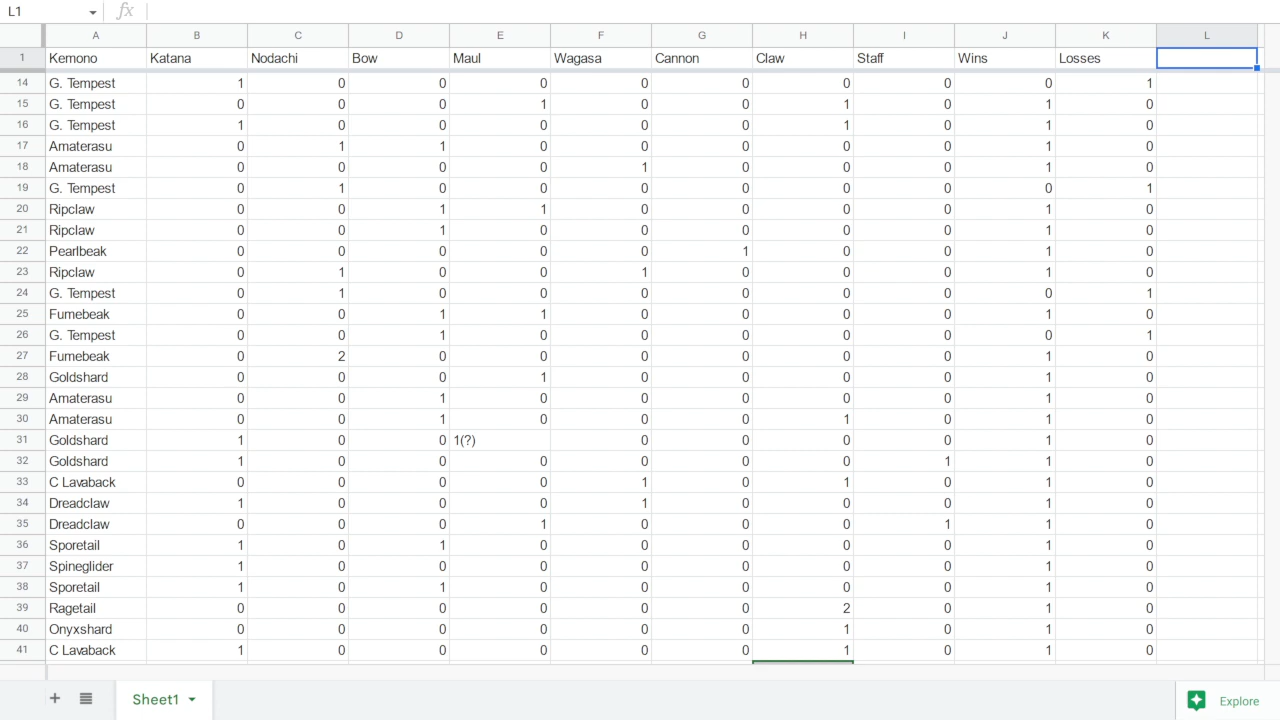 L1 fx
A B C D E F G H I J K L
1 Kemono Katana Nodachi Bow Maul Wagasa Cannon Claw Staff Wins Losses
14 G. Tempest 1 0 0 0 0 0 0 0 0 1
15 G. Tempest 0 0 0 1 0 0 1 0 1 0
16 G. Tempest 1 0 0 0 0 0 1 0 1 0
17 Amaterasu 0 1 1 0 0 0 0 0 1 0
18 Amaterasu 0 0 0 0 1 0 0 0 1 0
19 G. Tempest 0 1 0 0 0 0 0 0 0 1
20 Ripclaw 0 0 1 1 0 0 0 0 1 0
21 Ripclaw 0 0 1 0 0 0 0 0 1 0
22 Pearlbeak 0 0 0 0 0 1 0 0 1 0
23 Ripclaw 0 1 0 0 1 0 0 0 1 0
24 G. Tempest 0 1 0 0 0 0 0 0 0 1
25 Fumebeak 0 0 1 1 0 0 0 0 1 0
26 G. Tempest 0 0 1 0 0 0 0 0 0 1
27 Fumebeak 0 2 0 0 0 0 0 0 1 0
28 Goldshard 0 0 0 1 0 0 0 0 1 0
29 Amaterasu 0 0 1 0 0 0 0 0 1 0
30 Amaterasu 0 0 1 0 0 0 1 0 1 0
31 Goldshard 1 0 0 1(?) 0 0 0 0 1 0
32 Goldshard 1 0 0 0 0 0 0 1 1 0
33 C Lavaback 0 0 0 0 1 0 1 0 1 0
34 Dreadclaw 1 0 0 0 1 0 0 0 1 0
35 Dreadclaw 0 0 0 1 0 0 0 1 1 0
36 Sporetail 1 0 1 0 0 0 0 0 1 0
37 Spineglider 1 0 0 0 0 0 0 0 1 0
38 Sporetail 1 0 1 0 0 0 0 0 1 0
39 Ragetail 0 0 0 0 0 0 2 0 1 0
40 Onyxshard 0 0 0 0 0 0 1 0 1 0
41 C Lavaback 1 0 0 0 0 0 1 0 1 0
+ Sheet1 Explore